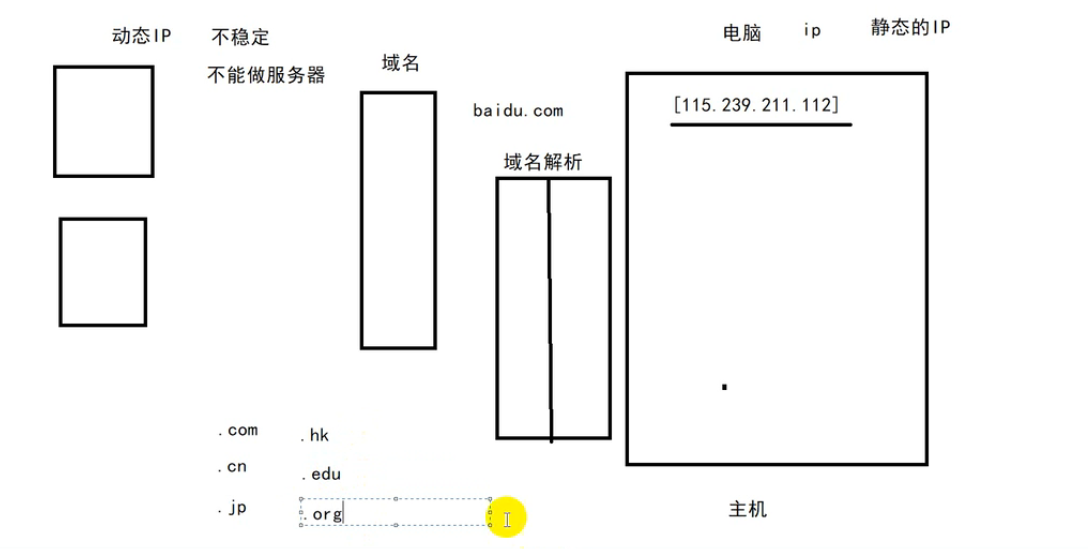 动态IP 不稳定
不能做服务器
域名
baidu.com
域名解析
电脑 ip 静态的IP
[115.239.211.112]
.com .hk
.cn .edu
.jp .org
主机